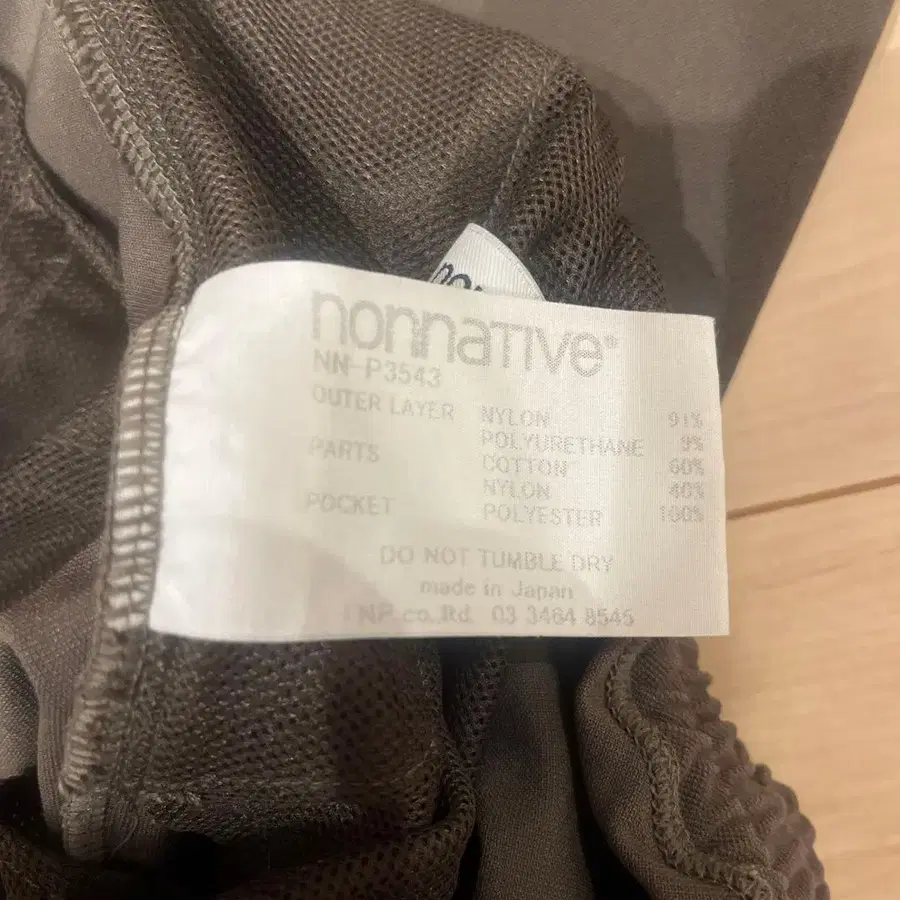 nonnative®
NN-P3543
OUTER LAYER NYLON 91%
POLYURETHANE 9%
PARTS COTTON 60%
NYLON 40%
POCKET POLYESTER 100%
DO NOT TUMBLE DRY
made in Japan
TNP co.,ltd. 03 3464 8545